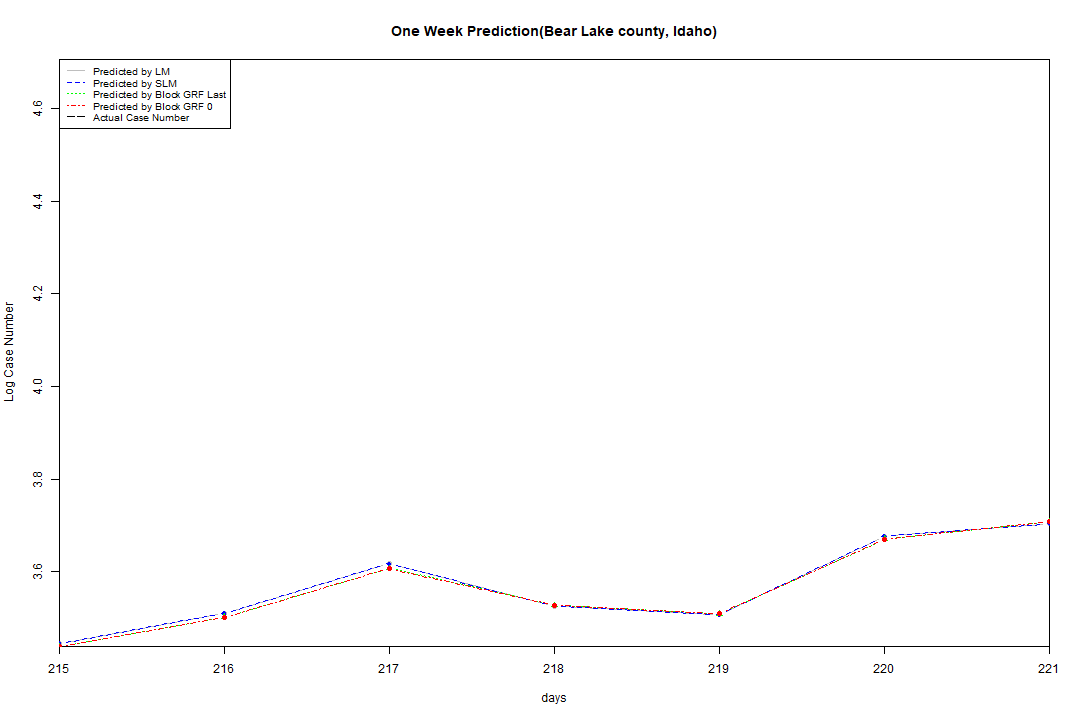 One Week Prediction(Bear Lake county, Idaho)
Predicted by LM
Predicted by SLM
Predicted by Block GRF Last
Predicted by Block GRF 0
Actual Case Number
4.6
4.4
4.2
4.0
3.8
3.6
Log Case Number
215 216 217 218 219 220 221
days